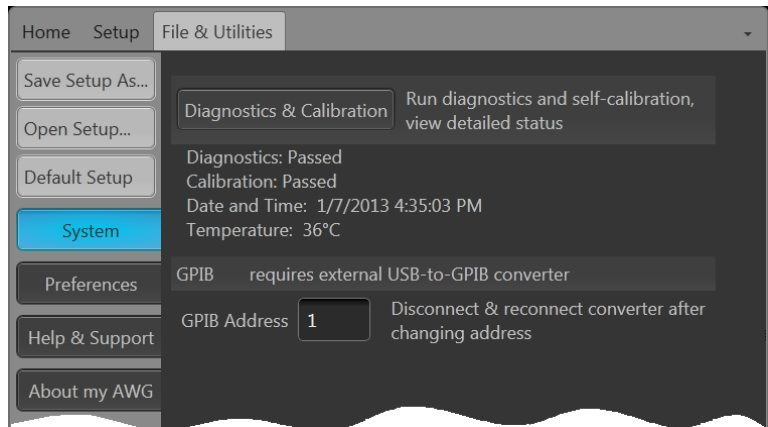 Home Setup File & Utilities
Save Setup As...
Open Setup...
Default Setup
System
Preferences
Help & Support
About my AWG
Diagnostics & Calibration
Run diagnostics and self-calibration,
view detailed status
Diagnostics: Passed
Calibration: Passed
Date and Time: 1/7/2013 4:35:03 PM
Temperature: 36°C
GPIB requires external USB-to-GPIB converter
GPIB Address 1
Disconnect & reconnect converter after
changing address